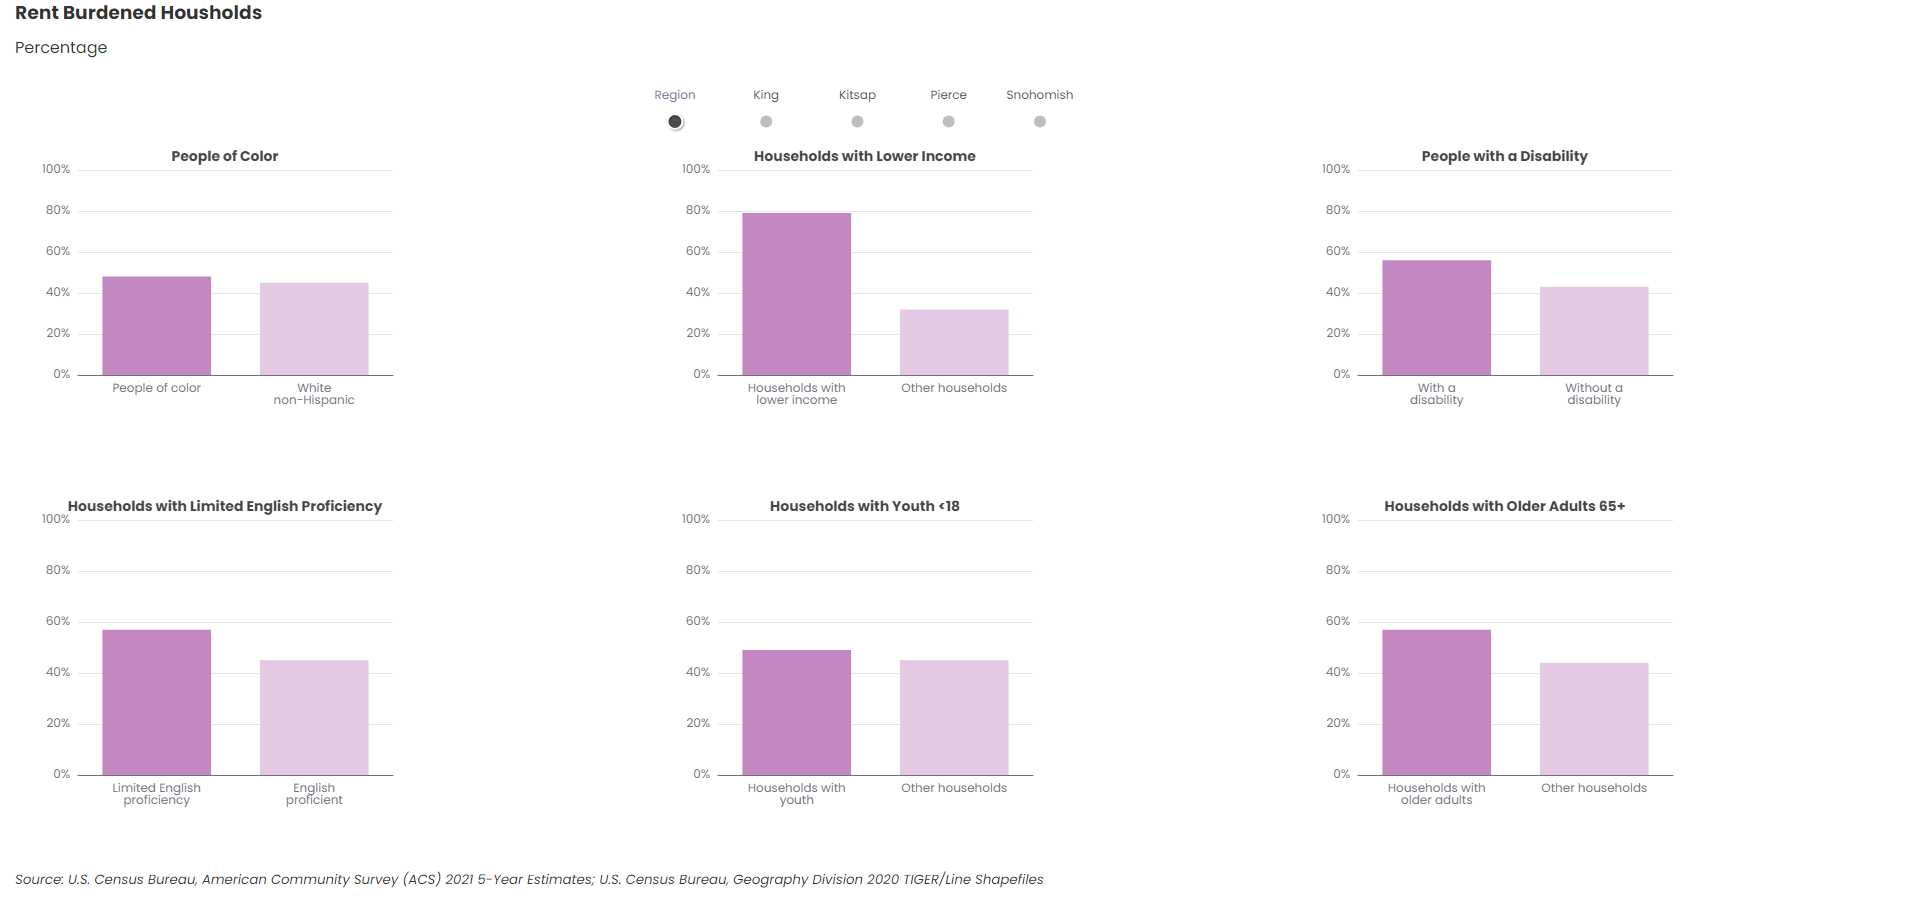 Rent Burdened Housholds
Percentage
Region King Kitsap Pierce Snohomish
People of Color
100%
80%
60%
40%
20%
0%
People of color
White
non-Hispanic
Households with Lower Income
100%
80%
60%
40%
20%
0%
Households with
lower income
Other households
People with a Disability
100%
80%
60%
40%
20%
0%
With a
disability
Without a
disability
Households with Limited English Proficiency
100%
80%
60%
40%
20%
0%
Limited English
proficiency
English
proficient
Households with Youth <18
100%
80%
60%
40%
20%
0%
Households with
youth
Other households
Households with Older Adults 65+
100%
80%
60%
40%
20%
0%
Households with
older adults
Other households
Source: U.S. Census Bureau, American Community Survey (ACS) 2021 5-Year Estimates; U.S. Census Bureau, Geography Division 2020 TIGER/Line Shapefiles